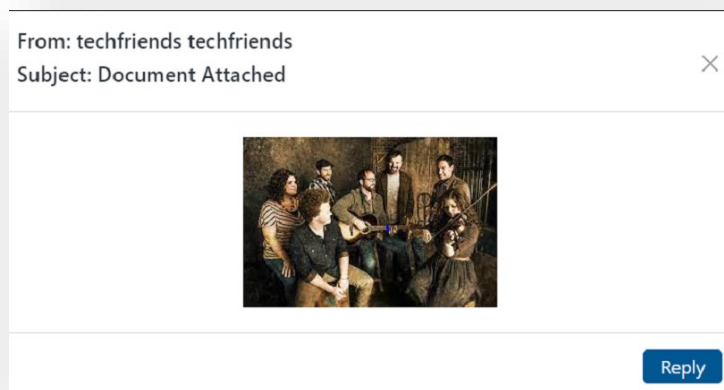 From: techfriends techfriends
Subject: Document Attached
Reply